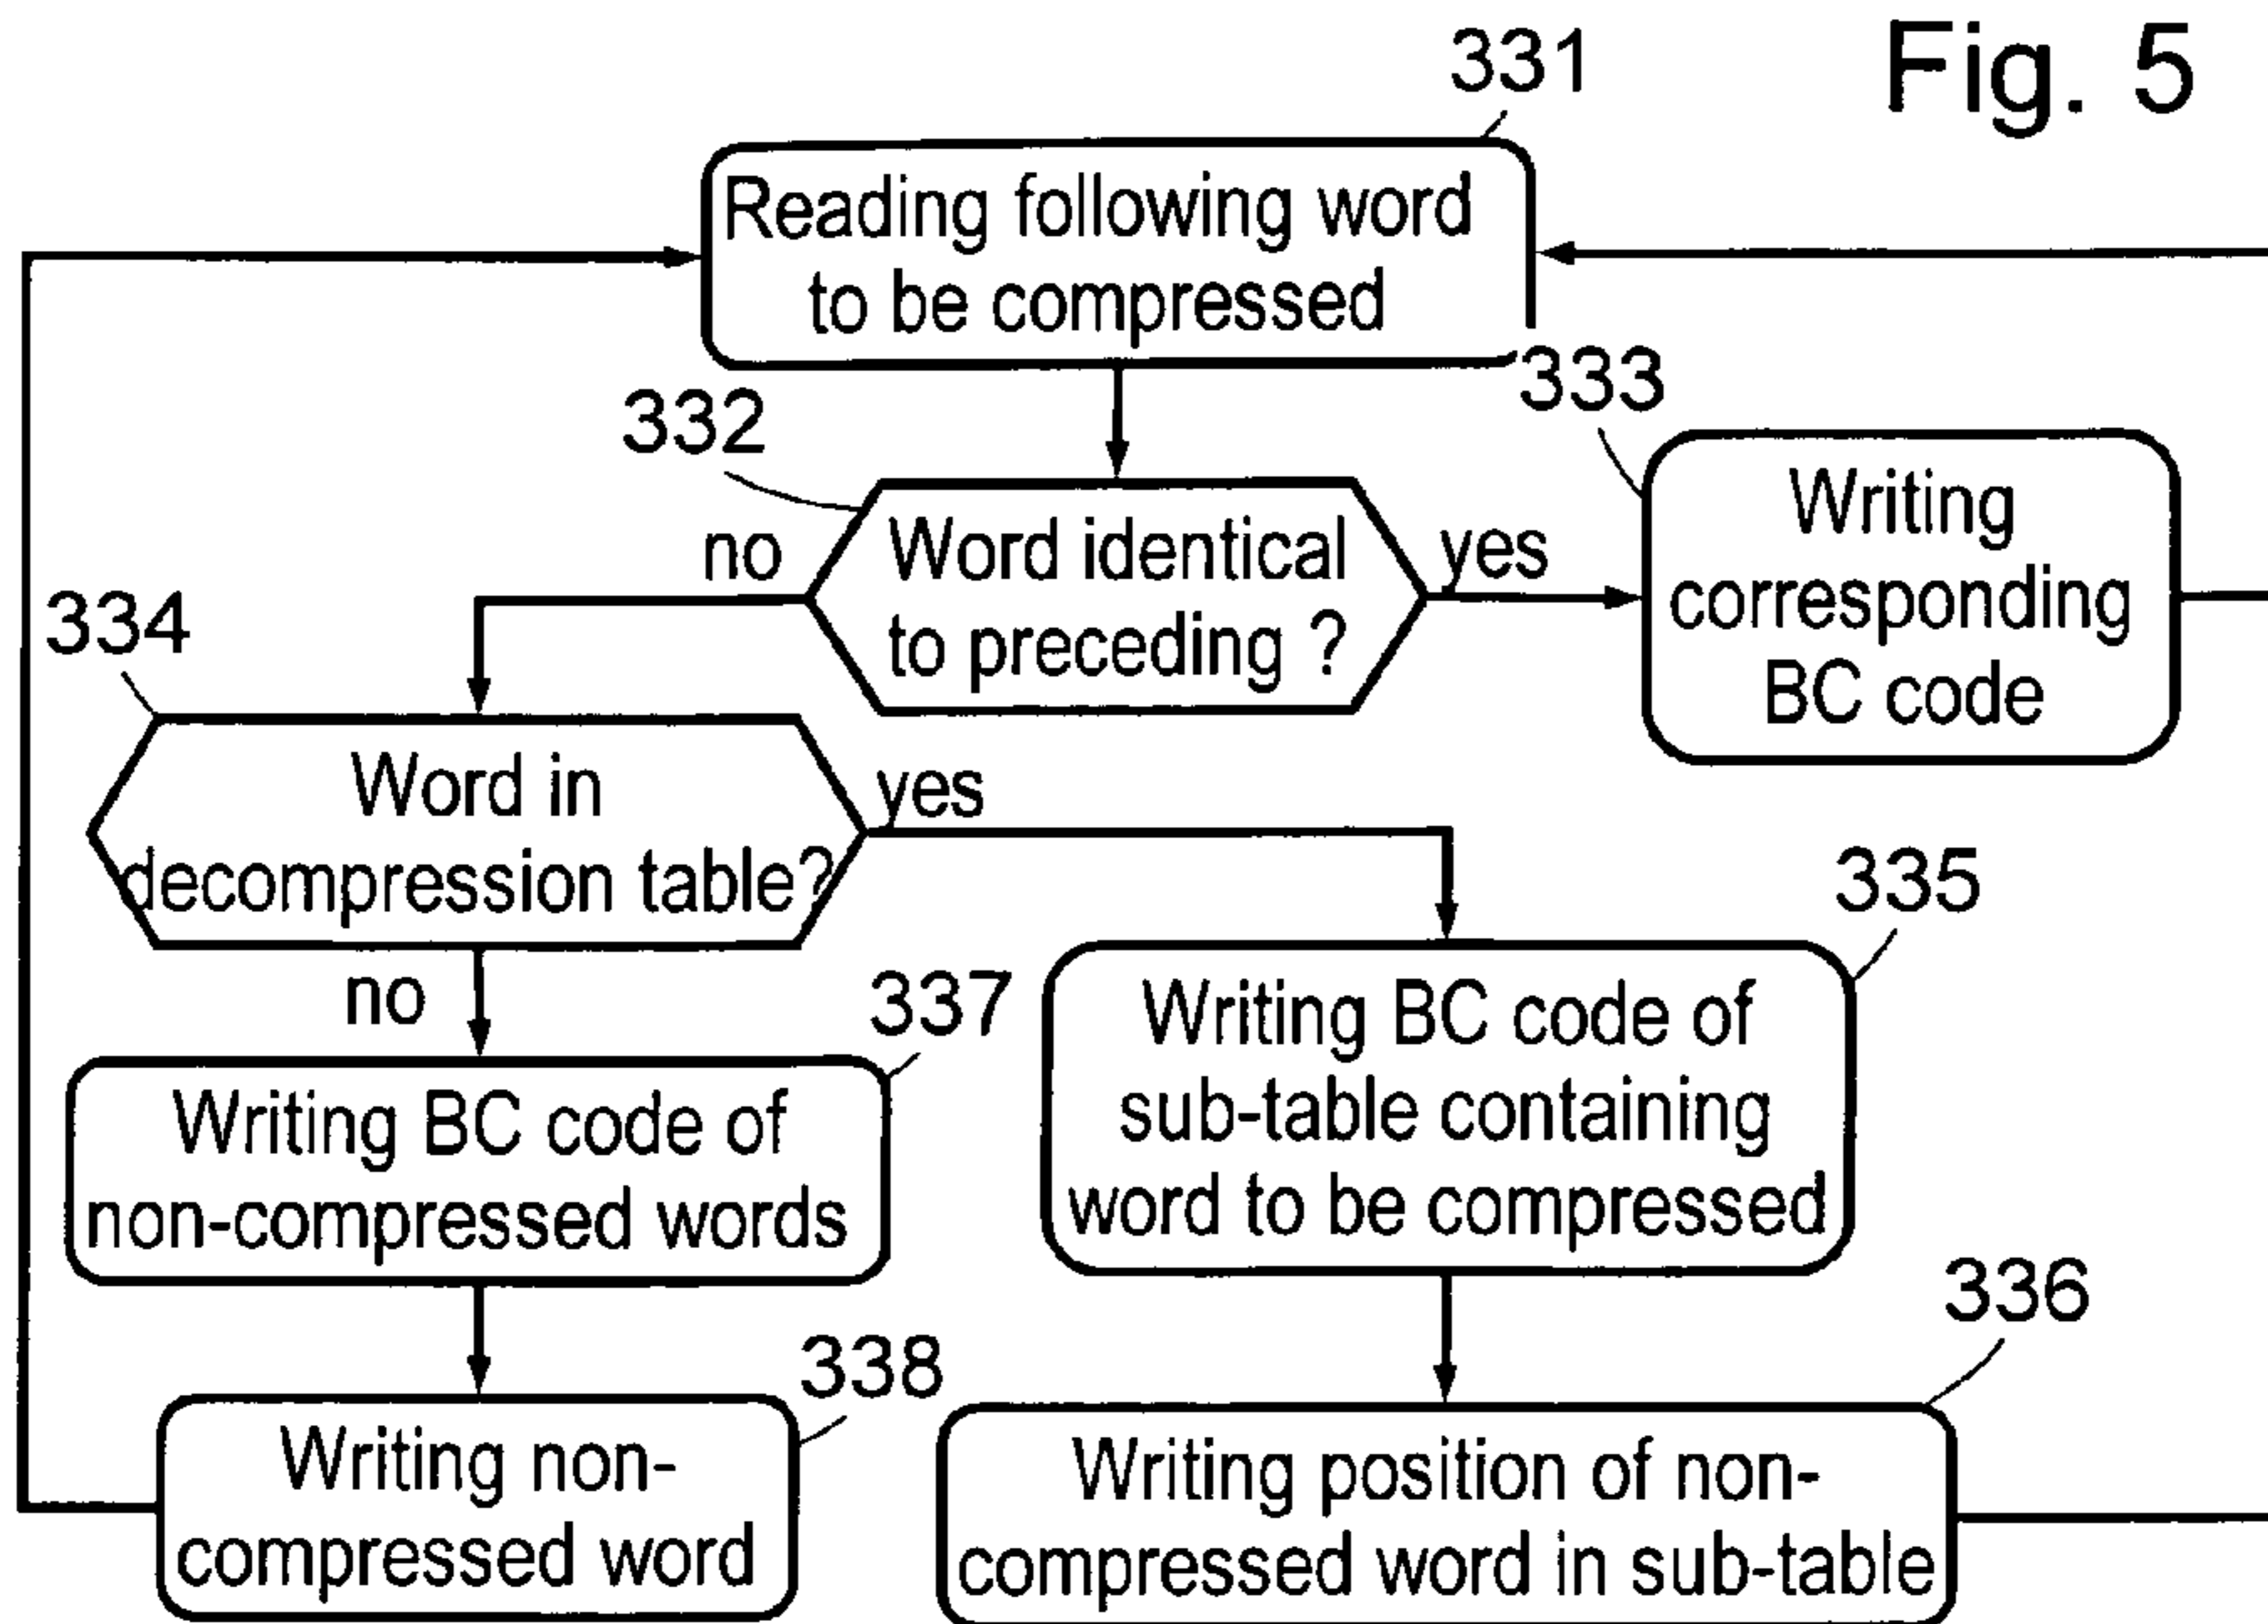 Fig. 5
331
Reading following word
to be compressed
332
333
no
Word identical
to preceding ?
yes
Writing
corresponding
BC code
334
Word in
decompression table?
yes
no
335
Writing BC code of
sub-table containing
word to be compressed
337
Writing BC code of
non-compressed words
336
Writing position of non-
compressed word in sub-table
338
Writing non-
compressed word